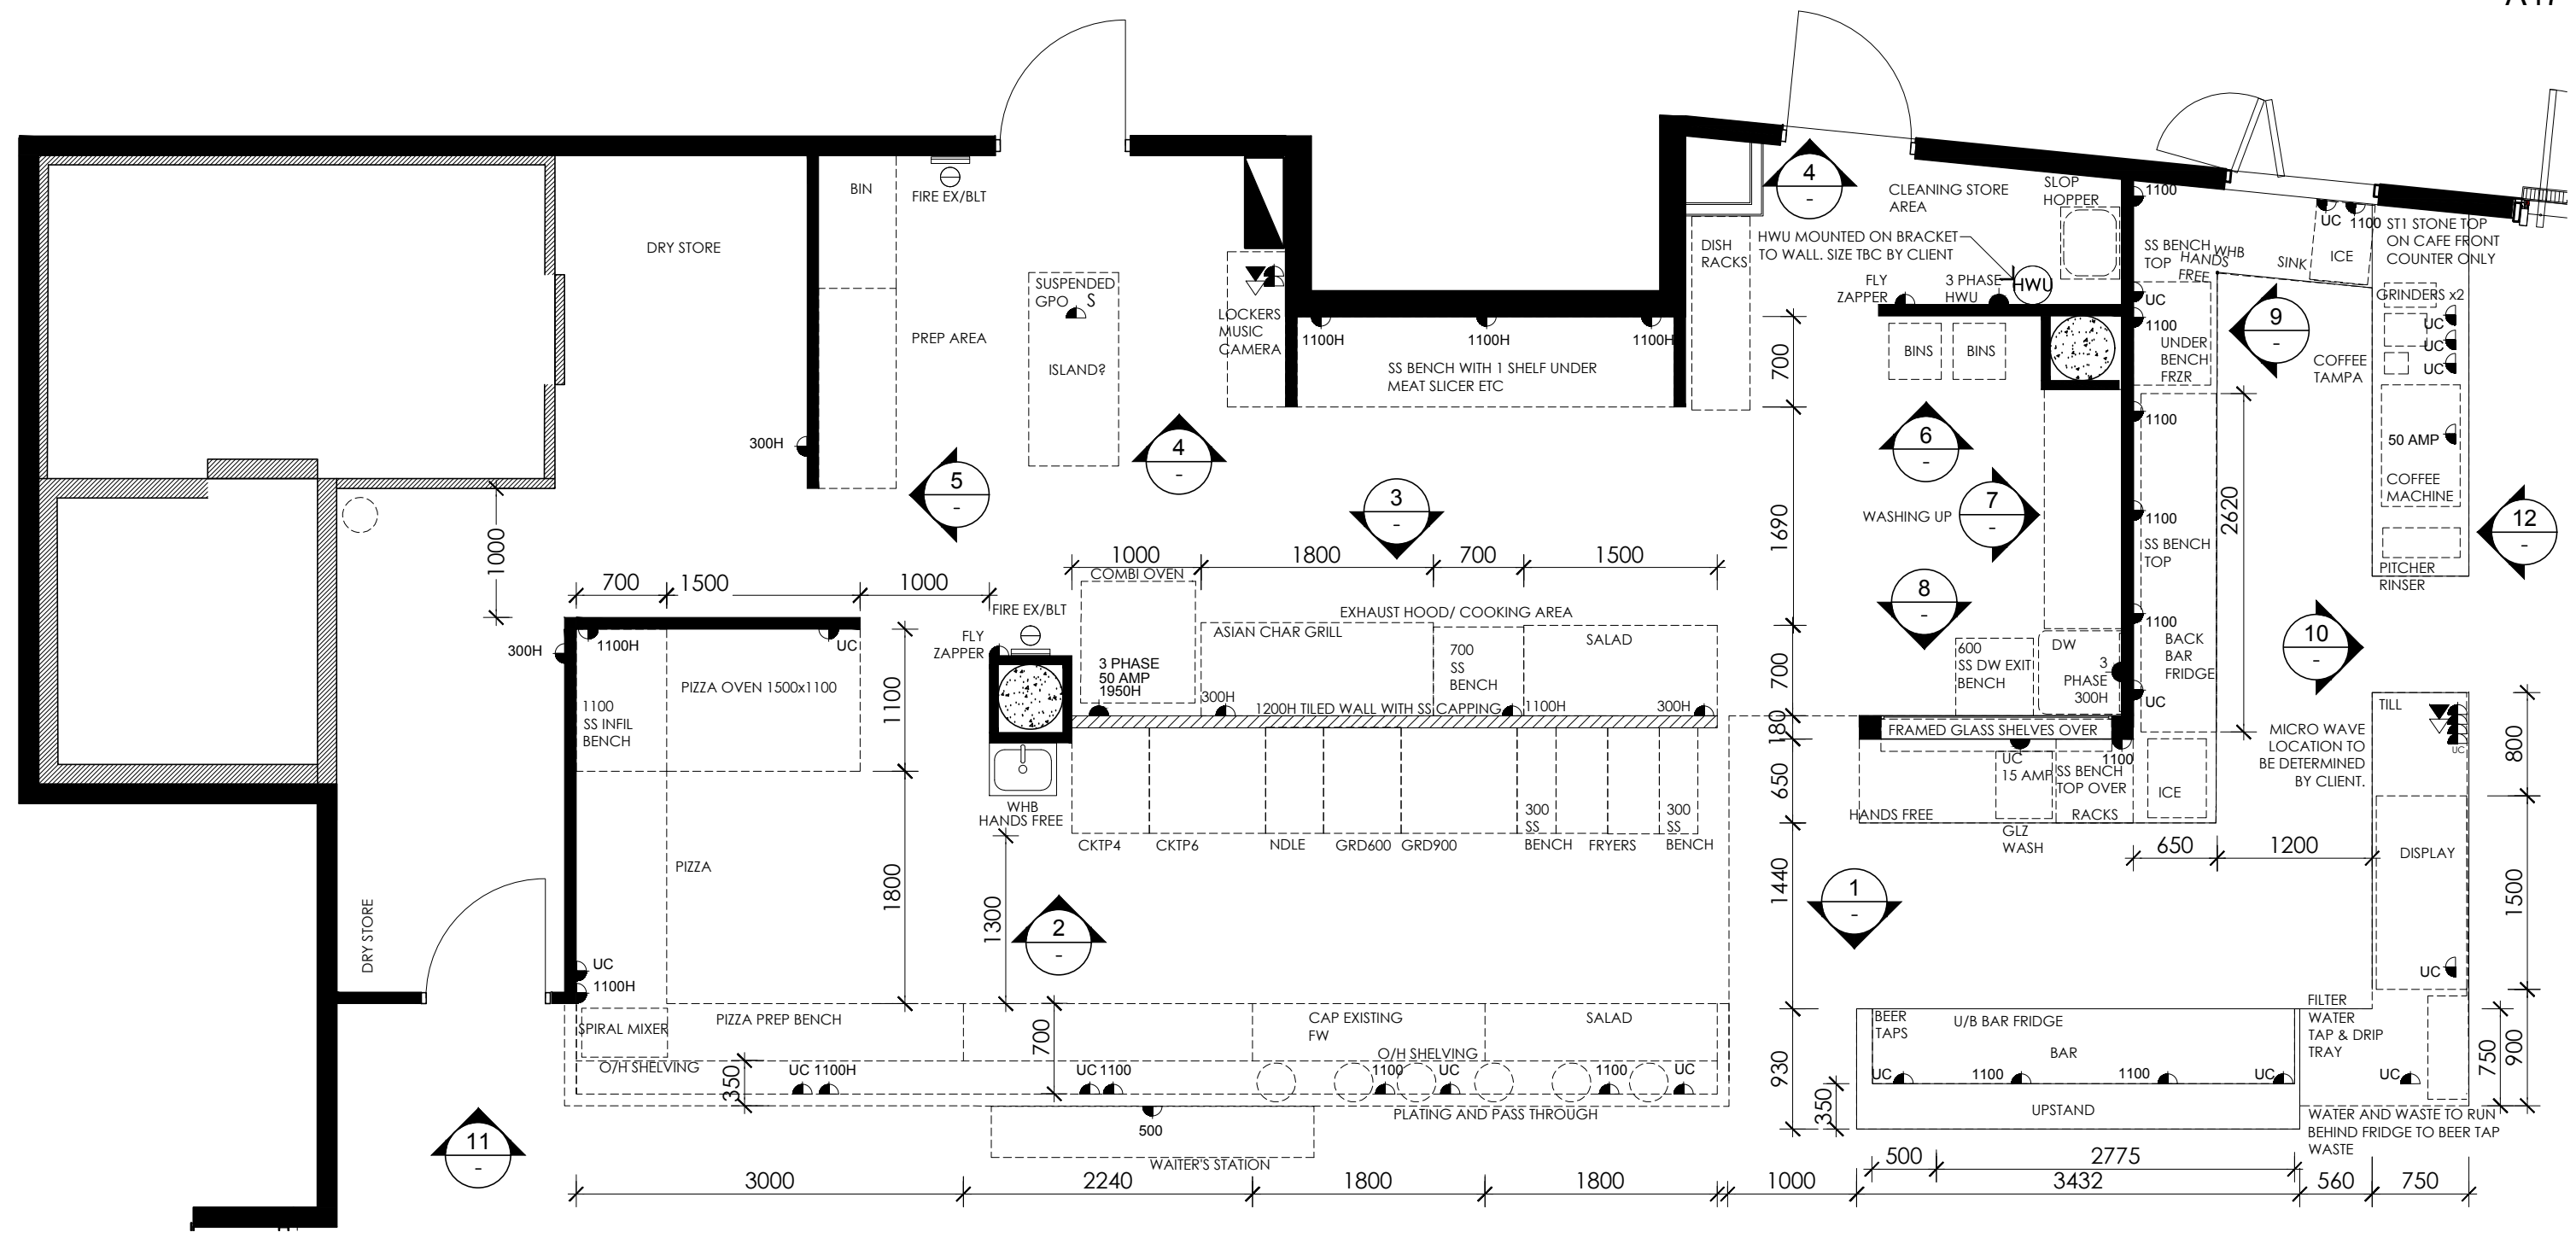 BIN
FIRE EX/BLT
DRY STORE
SUSPENDED
GPO S
PREP AREA
ISLAND?
LOCKERS
MUSIC
CAMERA
300H
5
-
4
-
3
-
1100H
1100H
1100H
SS BENCH WITH 1 SHELF UNDER
MEAT SLICER ETC
DISH
RACKS
4
-
CLEANING STORE
AREA
SLOP
HOPPER
HWU MOUNTED ON BRACKET
TO WALL. SIZE TBC BY CLIENT
FLY
ZAPPER
3 PHASE
HWU
HWU
BINS
BINS
700
1690
700
180
650
1440
930
350
6
-
7
-
WASHING UP
8
-
600
SS DW EXIT
BENCH
DW
3
PHASE
300H
1100
SS BENCH
TOP
WHB
HANDS
FREE
SINK
ICE
UC
1100
ST1 STONE TOP
ON CAFE FRONT
COUNTER ONLY
UC
1100
UNDER
BENCH
FRZR
9
-
GRINDERS x2
UC
UC
UC
COFFEE
TAMPA
50 AMP
COFFEE
MACHINE
PITCHER
RINSER
12
-
1100
2620
1100
SS BENCH
TOP
1100
BACK
BAR
FRIDGE
UC
10
-
TILL
UC
MICRO WAVE
LOCATION TO
BE DETERMINED
BY CLIENT.
800
1500
900
750
1000
700
1500
1000
1000
1800
700
1500
COMBI OVEN
EXHAUST HOOD/ COOKING AREA
ASIAN CHAR GRILL
SALAD
700
SS
BENCH
FIRE EX/BLT
FLY
ZAPPER
3 PHASE
50 AMP
1950H
300H
1200H TILED WALL WITH SS CAPPING
1100H
300H
300H
1100H
UC
PIZZA OVEN 1500x1100
1100
1100
SS INFIL
BENCH
PIZZA
1800
WHB
HANDS FREE
CKTP4
CKTP6
NDLE
GRD600
GRD900
300
SS
BENCH
FRYERS
300
SS
BENCH
1300
2
-
FRAMED GLASS SHELVES OVER
UC
15 AMP
1100
SS BENCH
TOP OVER
RACKS
ICE
HANDS FREE
GLZ
WASH
650
1200
DISPLAY
1
-
UC
DRY STORE
UC
1100H
SPIRAL MIXER
PIZZA PREP BENCH
CAP EXISTING
FW
SALAD
O/H SHELVING
O/H SHELVING
350
700
UC 1100H
UC 1100
1100
UC
1100
UC
PLATING AND PASS THROUGH
500
WAITER'S STATION
BEER
TAPS
U/B BAR FRIDGE
BAR
UC
1100
1100
UC
UPSTAND
FILTER
WATER
TAP & DRIP
TRAY
UC
WATER AND WASTE TO RUN
BEHIND FRIDGE TO BEER TAP
WASTE
11
-
500
2775
3000
2240
1800
1800
1000
3432
560
750